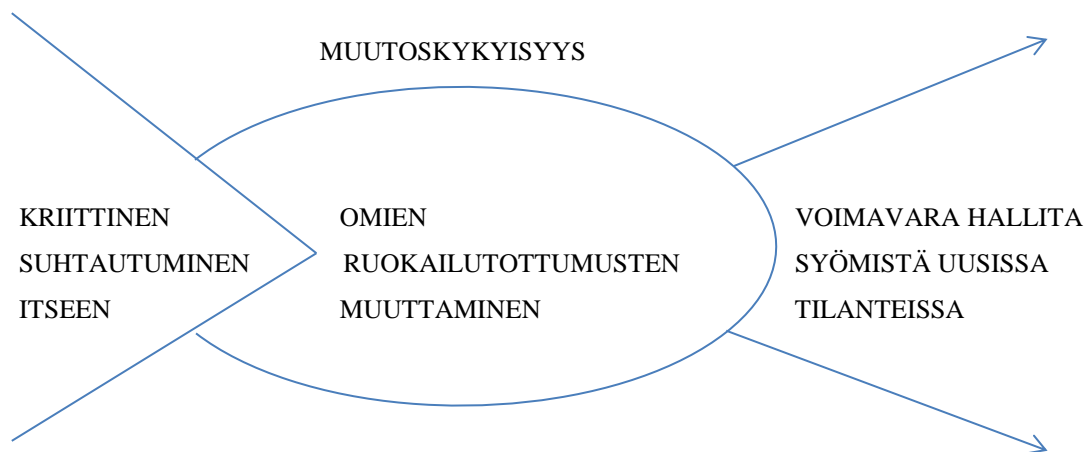 MUUTOSKYKYISYYS
KRIITTINEN
SUHTAUTUMINEN
ITSEEN
OMIEN
RUOKAILUTOTTUMUSTEN
MUUTTAMINEN
VOIMAVARA HALLITA
SYÖMISTÄ UUSISSA
TILANTEISSA